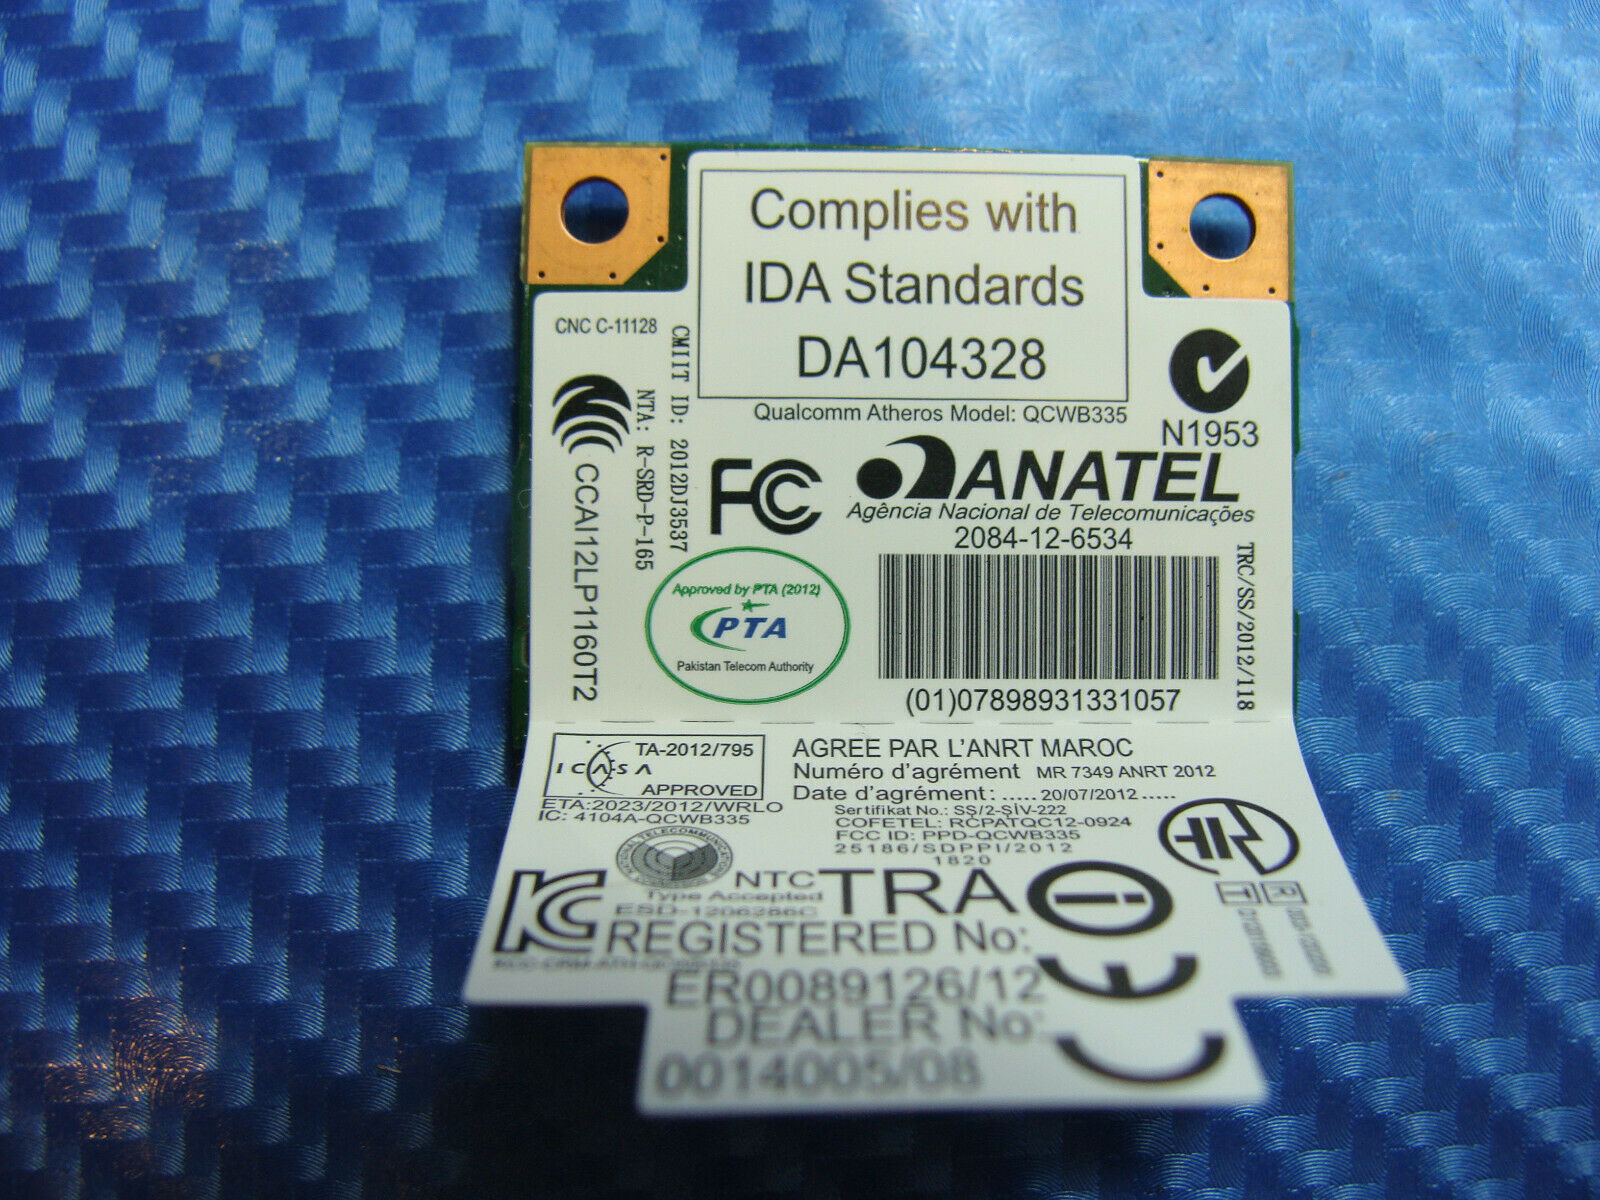 Complies with
IDA Standards
DA104328
CNC C-11128
CMIIT ID: 2012DJ3537
NTA: R-SRD-P-165
CCAI12LP1160T2
Qualcomm Atheros Model: QCWB335
N1953
FC
ANATEL
Agência Nacional de Telecomunicações
2084-12-6534
Approved by PTA (2012)
PTA
Pakistan Telecom Authority
(01)07898931331057
TRC/SS/2012/118
TA-2012/795
ICASA
APPROVED
AGREE PAR L'ANRT MAROC
Numéro d'agrément MR 7349 ANRT 2012
Date d'agrément: ..... 20/07/2012 .....
ETA:2023/2012/WRLO
IC: 4104A-QCWB335
Sertifikat No.: SŞ/2-ŞİV-222
COFETEL: RCPATQC12-0924
FCC ID: PPD-QCWB335
25186/SDPPI/2012
1820
NTC
Type Accepted
ESD-1206286C
TRA
REGISTERED No:
ER0089126/12
DEALER No:
0014005/08
CE
R
T